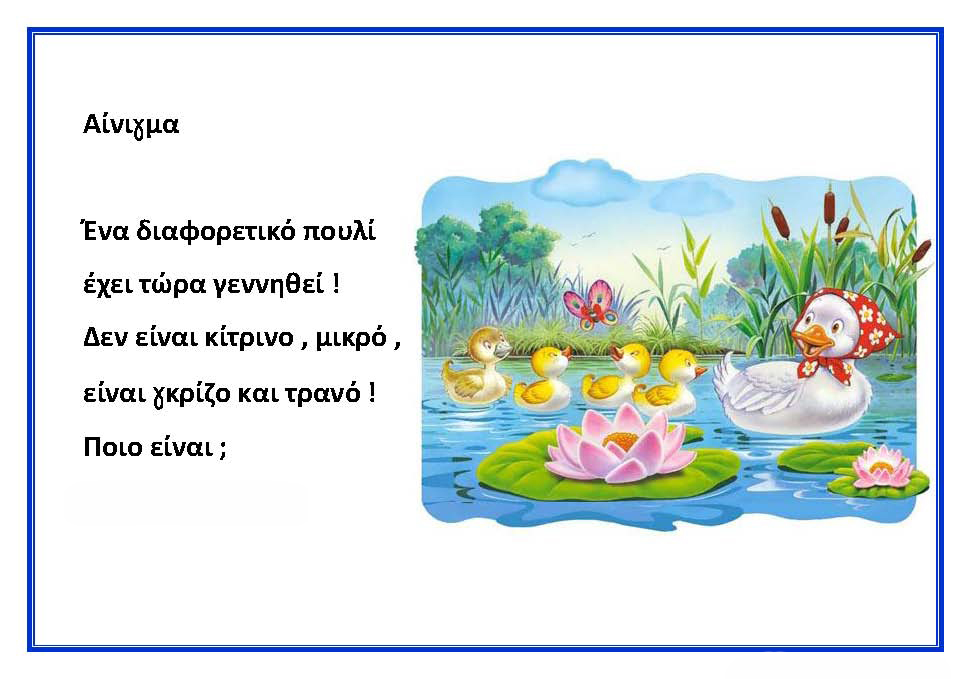 Αίνιγμα
Ένα διαφορετικό πουλί
έχει τώρα γεννηθεί !
Δεν είναι κίτρινο , μικρό ,
είναι γκρίζο και τρανό !
Ποιο είναι ;